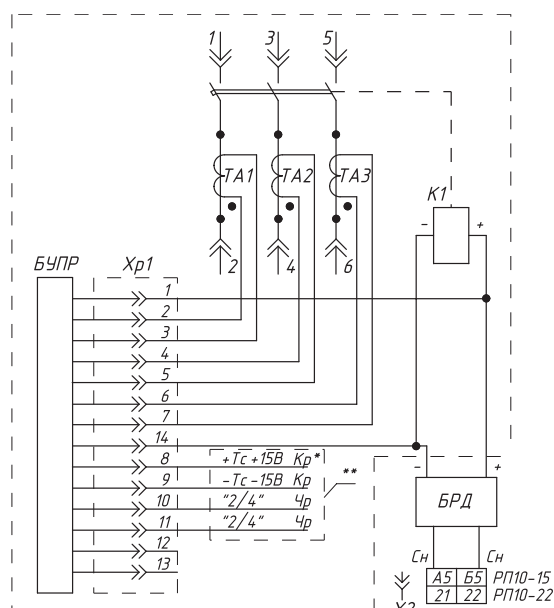 1 3 5
ТА1 ТА2 ТА3
К1
- +
2 4 6
БУПР Хр1
1
2
3
4
5
6
7
14
8 +Тс +15В Кр* **
9 -Тс -15В Кр
10 "2/4" Чр
11 "2/4" Чр
12
13
- +
БРД
Сн Сн
А5 Б5 РП10-15
21 22 РП10-22
Х2